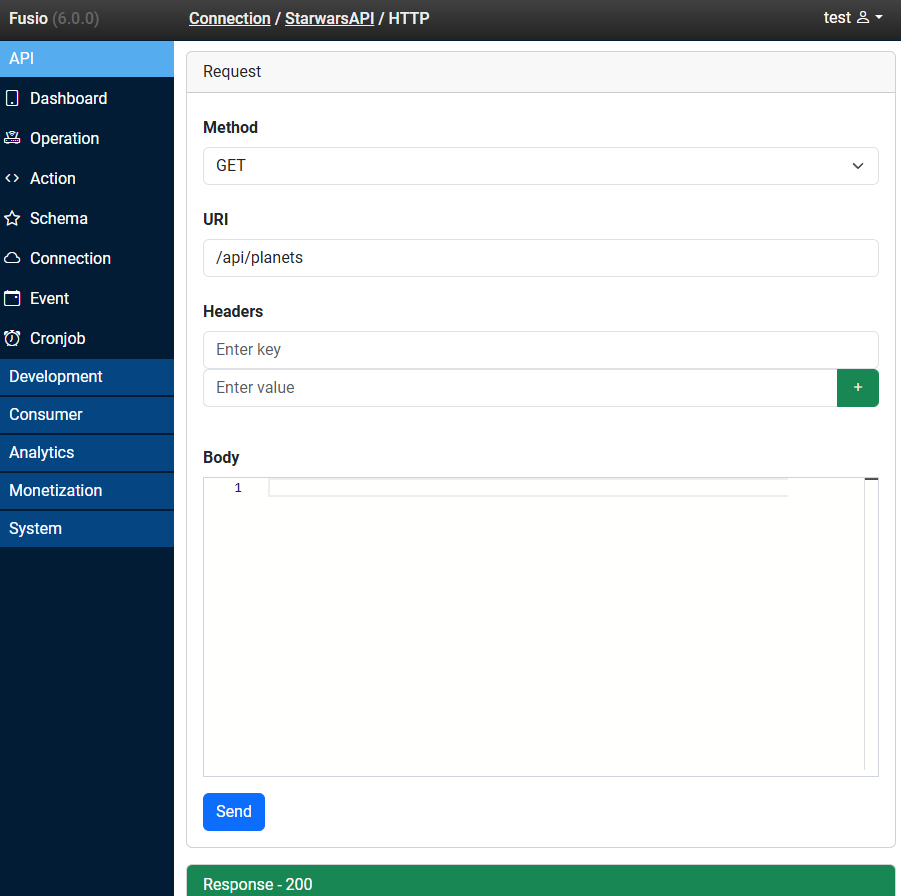 Fusio (6.0.0)
Connection / StarwarsAPI / HTTP
test
API
Dashboard
Operation
Action
Schema
Connection
Event
Cronjob
Development
Consumer
Analytics
Monetization
System
Request
Method
GET
URI
/api/planets
Headers
Enter key
Enter value
+
Body
1
Send
Response - 200